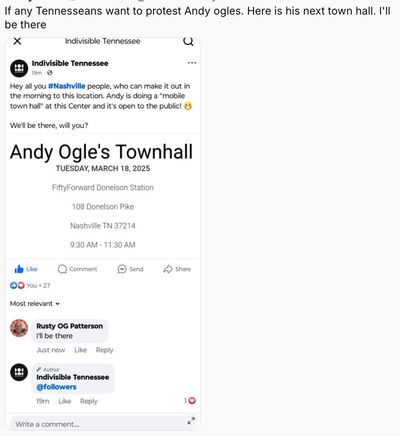 If any Tennesseans want to protest Andy ogles. Here is his next town hall. I'll
be there
Indivisible Tennessee
Indivisible Tennessee
19m
Hey all you #Nashville people, who can make it out in
the morning to this location. Andy is doing a "mobile
town hall" at this Center and it's open to the public! 😁
We'll be there, will you?
Andy Ogle's Townhall
TUESDAY, MARCH 18, 2025
FiftyForward Donelson Station
108 Donelson Pike
Nashville TN 37214
9:30 AM - 11:30 AM
Like Comment Send Share
You + 27
Most relevant
Rusty OG Patterson
I'll be there
Just now Like Reply
Author
Indivisible Tennessee
@followers
19m Like Reply 1
Write a comment...